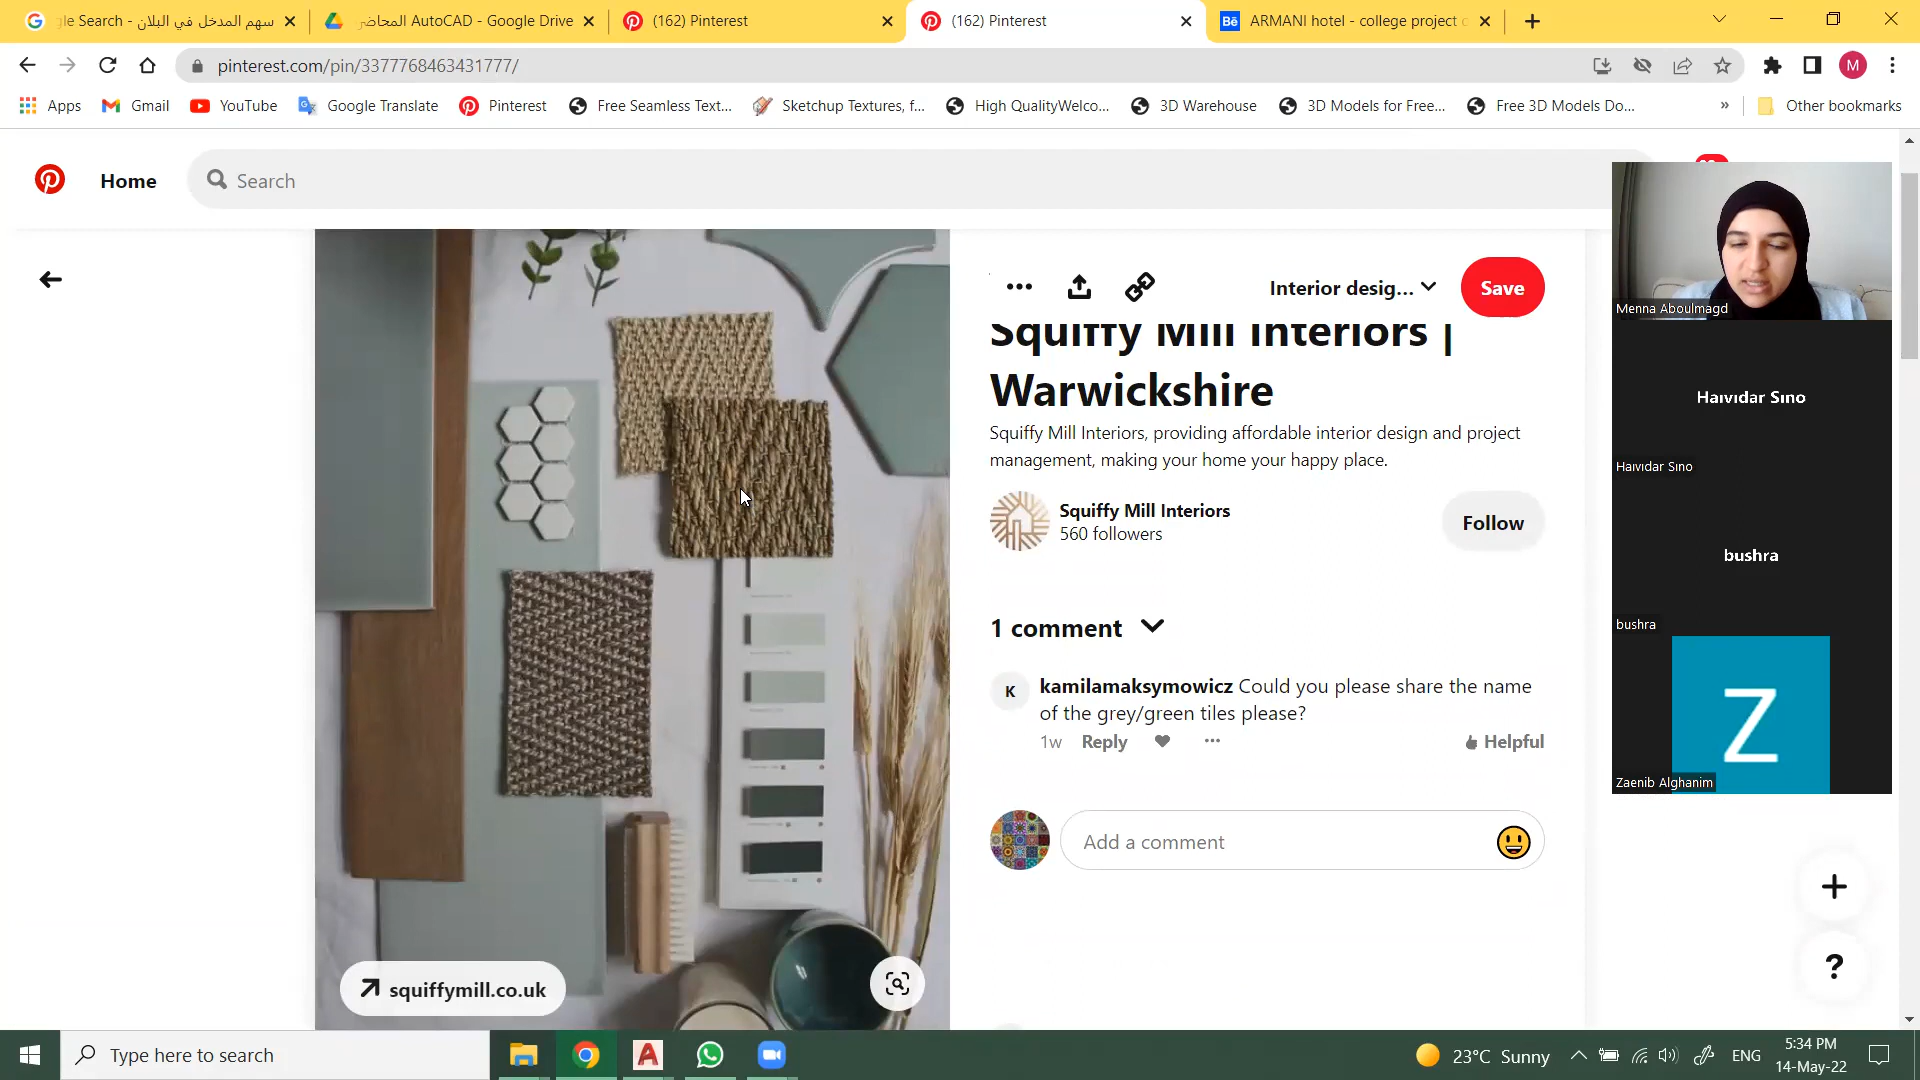 gle Search - سهم المدخل في البلان
المحاضر AutoCAD - Google Drive
(162) Pinterest
(162) Pinterest
ARMANI hotel - college project
pinterest.com/pin/3377768463431777/
M
Apps
Gmail
YouTube
Google Translate
Pinterest
Free Seamless Text...
Sketchup Textures, f...
High QualityWelco...
3D Warehouse
3D Models for Free...
Free 3D Models Do...
»
Other bookmarks
Home
Search
Interior desig...
Save
Squiffy Mill Interiors |
Warwickshire
Squiffy Mill Interiors, providing affordable interior design and project
management, making your home your happy place.
Squiffy Mill Interiors
560 followers
Follow
1 comment
K
kamilamaksymowicz Could you please share the name
of the grey/green tiles please?
1w Reply
Helpful
Add a comment
squiffymill.co.uk
Menna Aboulmagd
Haıvıdar Sıno
Haıvıdar Sıno
bushra
bushra
Z
Zaenib Alghanim
+
?
Type here to search
23°C Sunny
ENG
5:34 PM
14-May-22